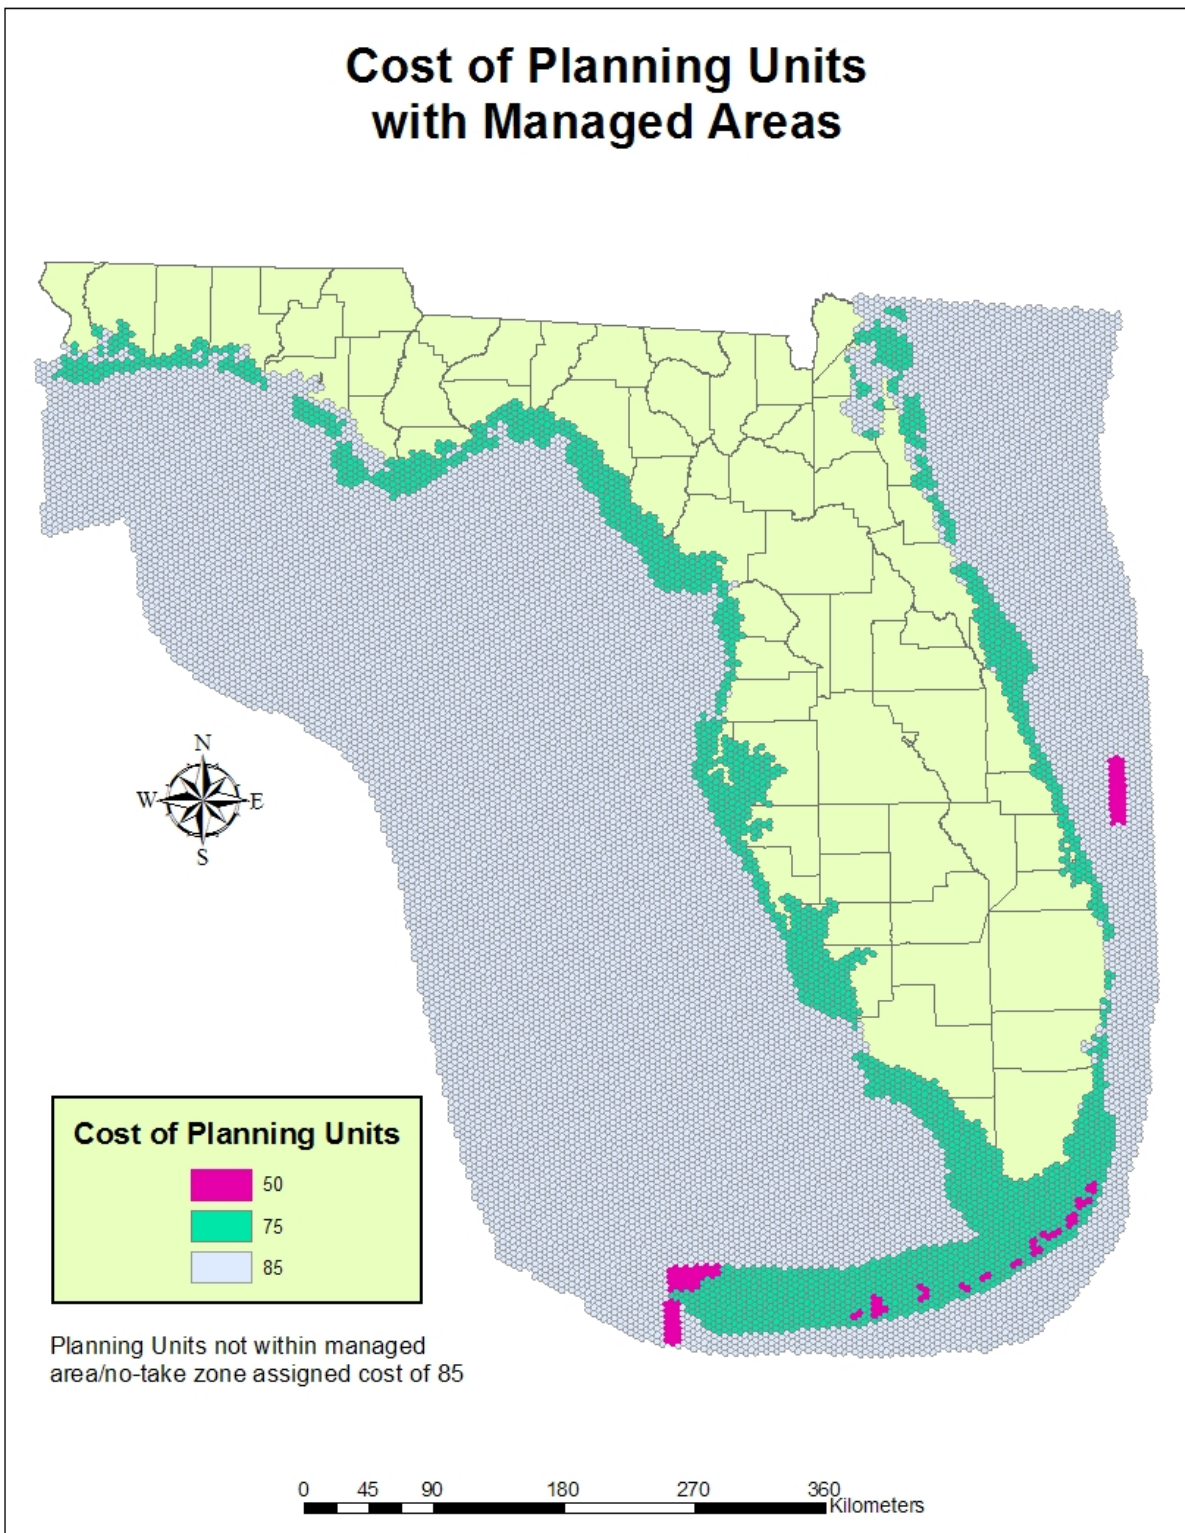 Cost of Planning Units
with Managed Areas
N
W E
S
Cost of Planning Units
50
75
85
Planning Units not within managed
area/no-take zone assigned cost of 85
0 45 90 180 270 360
Kilometers